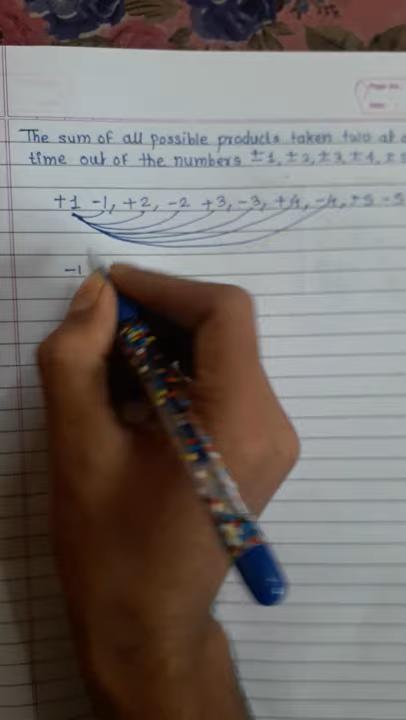 The sum of all possible products taken two at a
time out of the numbers ±1, ±2, ±3, ±4, ±
+1 -1, +2, -2 +3, -3, +4, -4, +5 -5
-1